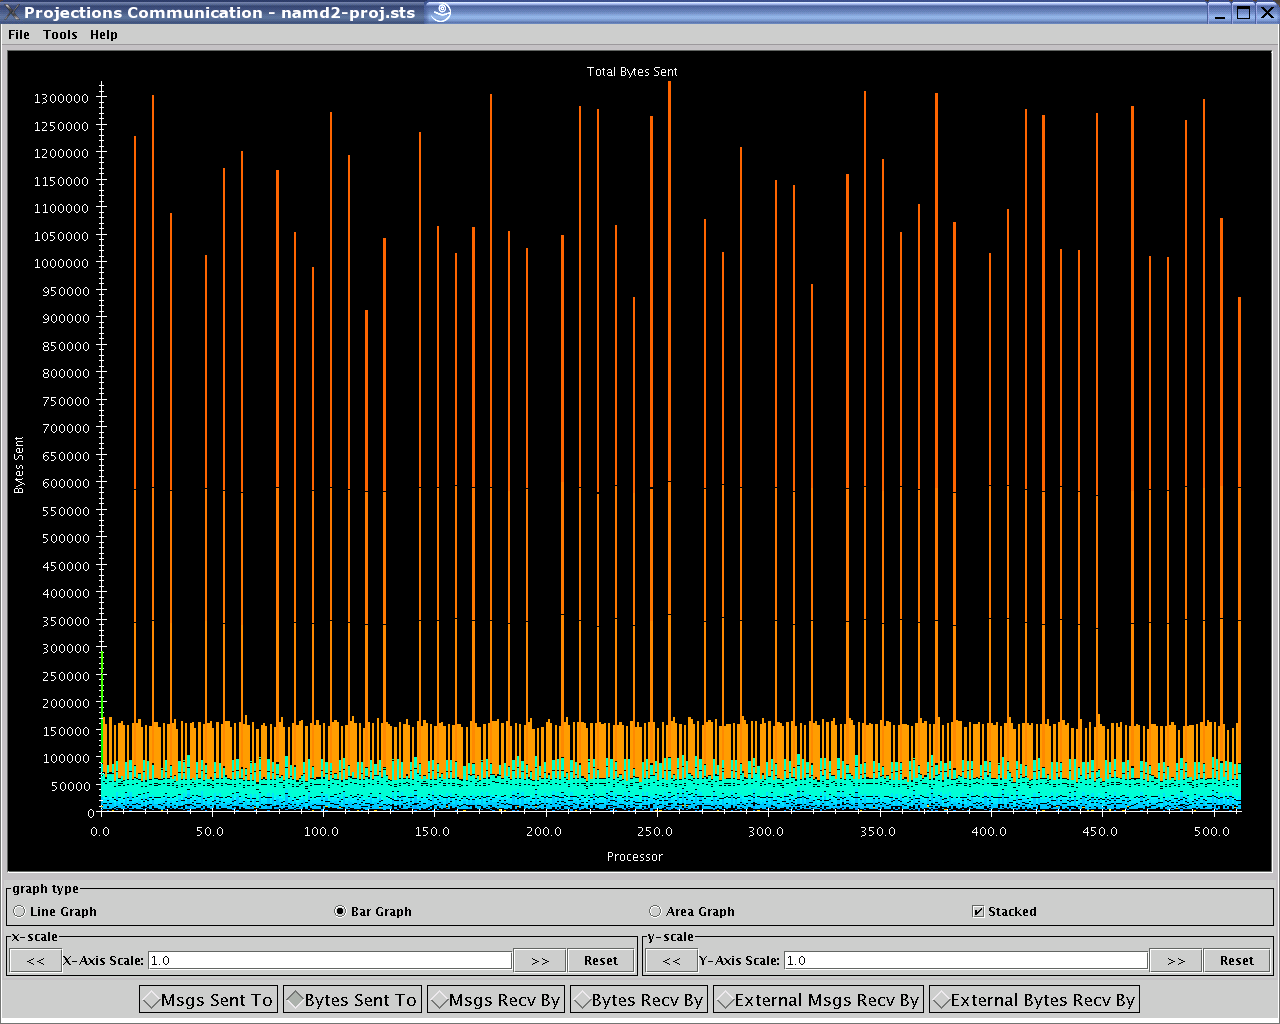 Projections Communication - namd2-proj.sts
File Tools Help
Total Bytes Sent
1300000
1250000
1200000
1150000
1100000
1050000
1000000
950000
900000
850000
800000
750000
700000
650000
600000
550000
500000
450000
400000
350000
300000
250000
200000
150000
100000
50000
0
Bytes Sent
0.0 50.0 100.0 150.0 200.0 250.0 300.0 350.0 400.0 450.0 500.0
Processor
graph type
Line Graph Bar Graph Area Graph Stacked
x-scale y-scale
<< X-Axis Scale: 1.0 >> Reset << Y-Axis Scale: 1.0 >> Reset
Msgs Sent To Bytes Sent To Msgs Recv By Bytes Recv By External Msgs Recv By External Bytes Recv By